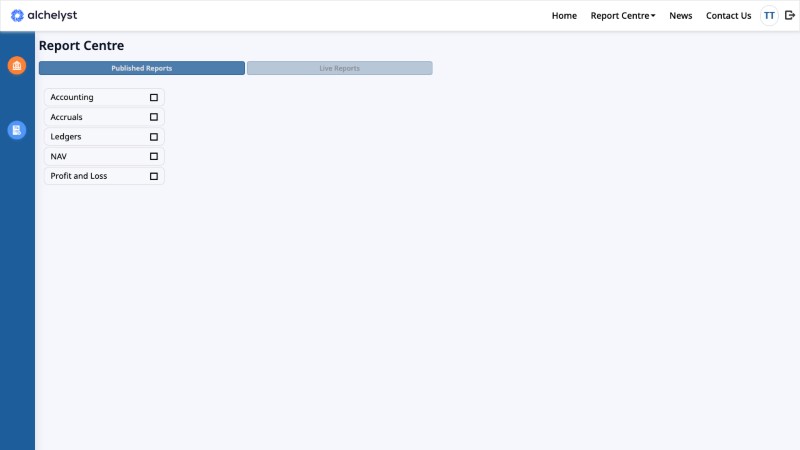 alchelyst
Home Report Centre News Contact Us TT
Report Centre
Published Reports Live Reports
Accounting
Accruals
Ledgers
NAV
Profit and Loss